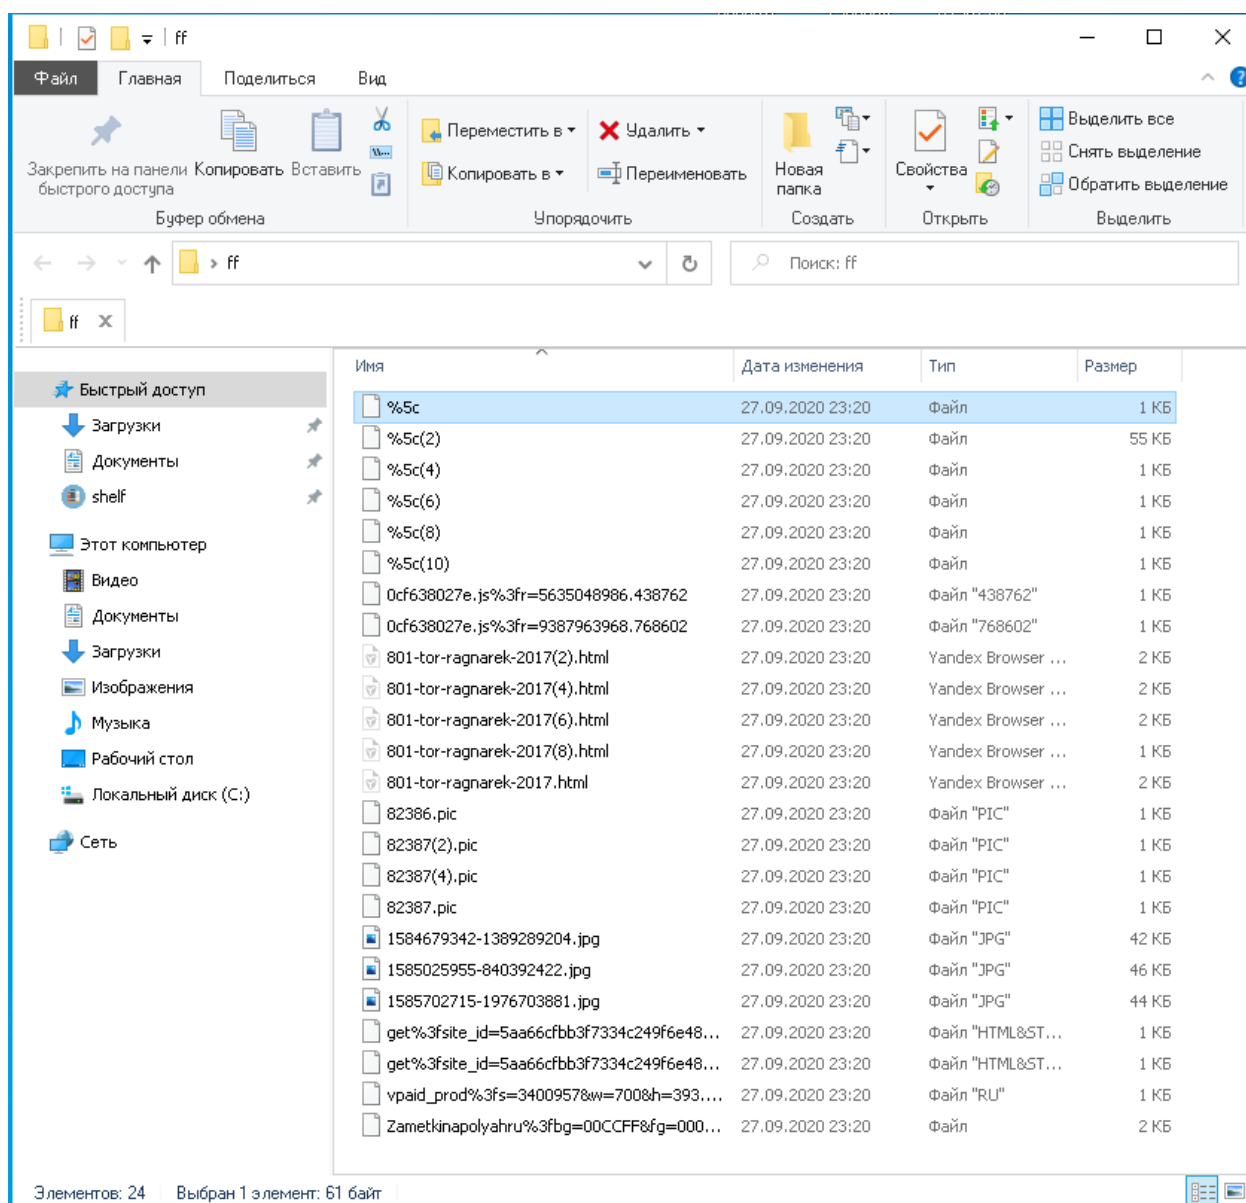 ff
Файл Главная Поделиться Вид
Закрепить на панели быстрого доступа
Копировать
Вставить
Буфер обмена
Переместить в
Копировать в
Удалить
Переименовать
Упорядочить
Новая папка
Создать
Свойства
Открыть
Выделить все
Снять выделение
Обратить выделение
Выделить
ff
Поиск: ff
ff
Быстрый доступ
Загрузки
Документы
shelf
Этот компьютер
Видео
Документы
Загрузки
Изображения
Музыка
Рабочий стол
Локальный диск (C:)
Сеть
Имя Дата изменения Тип Размер
%5c 27.09.2020 23:20 Файл 1 КБ
%5c(2) 27.09.2020 23:20 Файл 55 КБ
%5c(4) 27.09.2020 23:20 Файл 1 КБ
%5c(6) 27.09.2020 23:20 Файл 1 КБ
%5c(8) 27.09.2020 23:20 Файл 1 КБ
%5c(10) 27.09.2020 23:20 Файл 1 КБ
0cf638027e.js%3fr=5635048986.438762 27.09.2020 23:20 Файл "438762" 1 КБ
0cf638027e.js%3fr=9387963968.768602 27.09.2020 23:20 Файл "768602" 1 КБ
801-tor-ragnarek-2017(2).html 27.09.2020 23:20 Yandex Browser ... 2 КБ
801-tor-ragnarek-2017(4).html 27.09.2020 23:20 Yandex Browser ... 2 КБ
801-tor-ragnarek-2017(6).html 27.09.2020 23:20 Yandex Browser ... 2 КБ
801-tor-ragnarek-2017(8).html 27.09.2020 23:20 Yandex Browser ... 1 КБ
801-tor-ragnarek-2017.html 27.09.2020 23:20 Yandex Browser ... 2 КБ
82386.pic 27.09.2020 23:20 Файл "PIC" 1 КБ
82387(2).pic 27.09.2020 23:20 Файл "PIC" 1 КБ
82387(4).pic 27.09.2020 23:20 Файл "PIC" 1 КБ
82387.pic 27.09.2020 23:20 Файл "PIC" 1 КБ
1584679342-1389289204.jpg 27.09.2020 23:20 Файл "JPG" 42 КБ
1585025955-840392422.jpg 27.09.2020 23:20 Файл "JPG" 46 КБ
1585702715-1976703881.jpg 27.09.2020 23:20 Файл "JPG" 44 КБ
get%3fsite_id=5aa66cfbb3f7334c249f6e48... 27.09.2020 23:20 Файл "HTML&ST... 1 КБ
get%3fsite_id=5aa66cfbb3f7334c249f6e48... 27.09.2020 23:20 Файл "HTML&ST... 1 КБ
vpaid_prod%3fs=3400957&w=700&h=393.... 27.09.2020 23:20 Файл "RU" 1 КБ
Zametkinapolyahru%3fbg=00CCFF&fg=000... 27.09.2020 23:20 Файл 2 КБ
Элементов: 24 Выбран 1 элемент: 61 байт